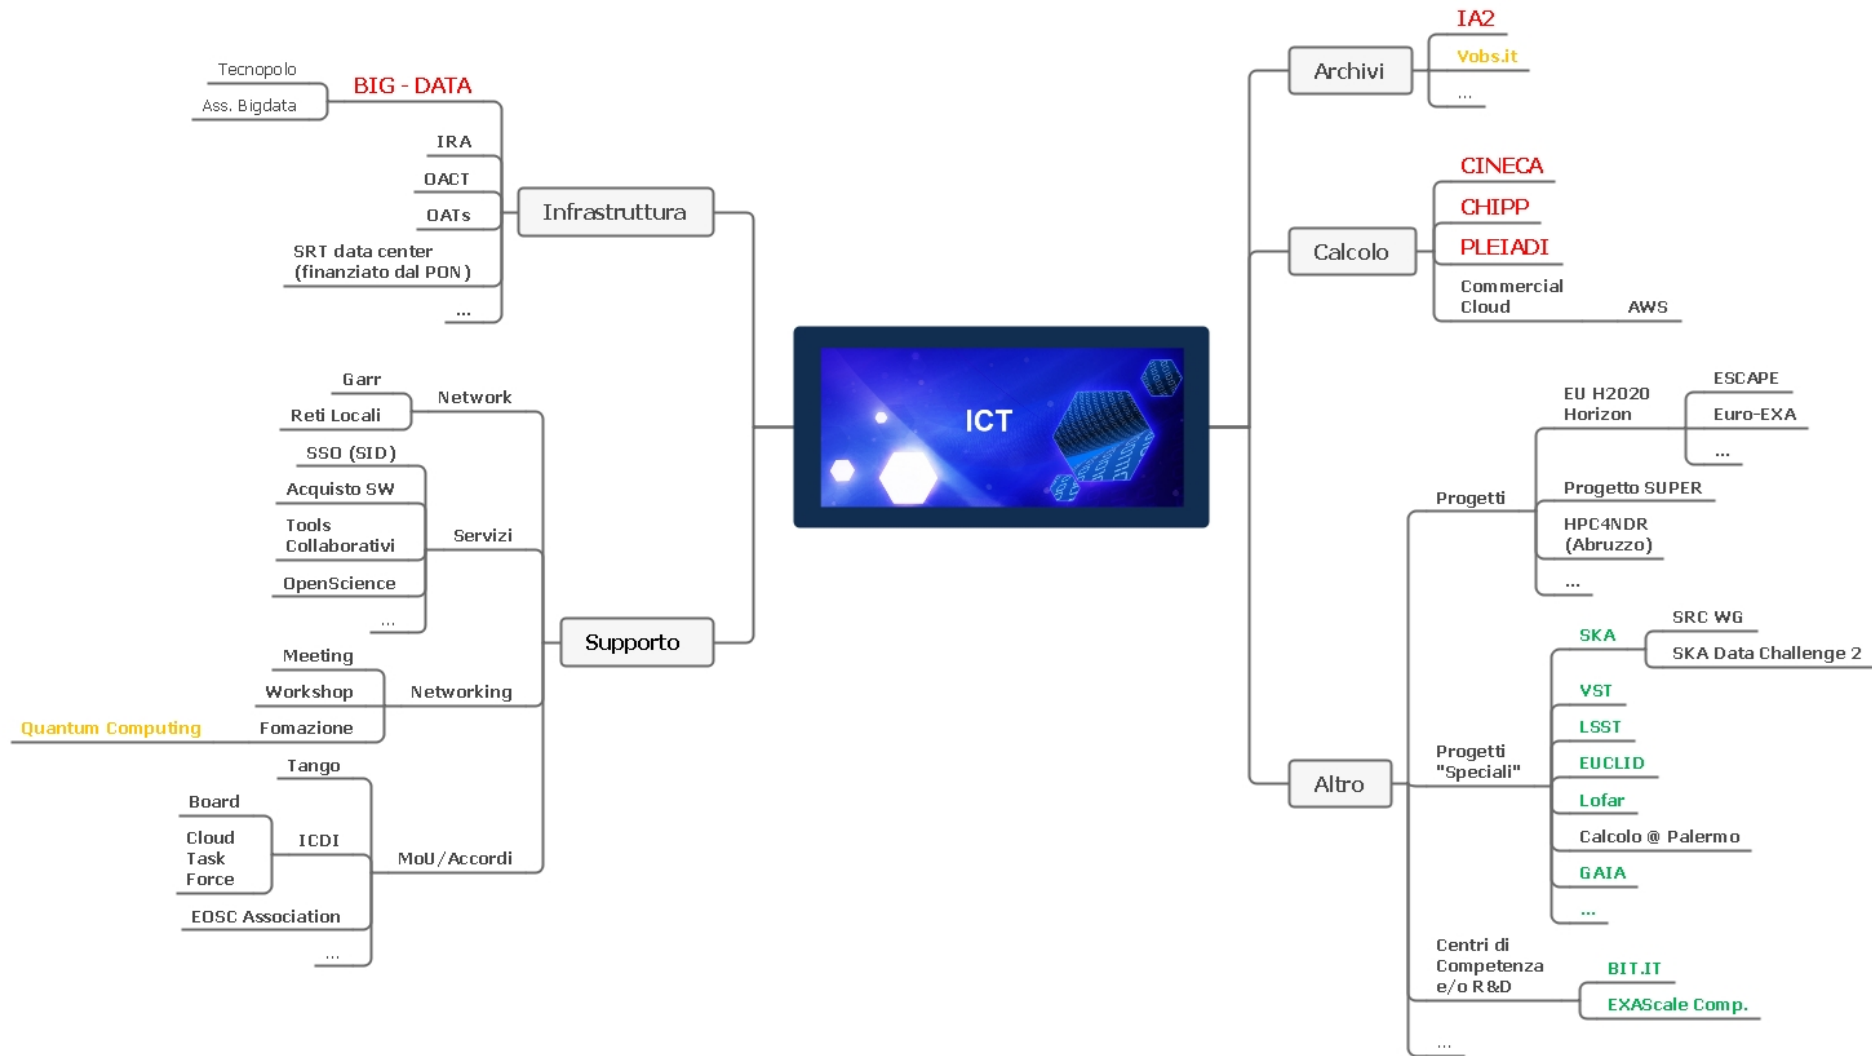 ICT
Infrastruttura
BIG - DATA
Tecnopolo
Ass. Bigdata
IRA
OACT
OATs
SRT data center
(finanziato dal PON)
...
Supporto
Network
Garr
Reti Locali
Servizi
SSO (SID)
Acquisto SW
Tools
Collaborativi
OpenScience
...
Networking
Meeting
Workshop
Fomazione
Quantum Computing
MoU/Accordi
Tango
ICDI
Board
Cloud
Task
Force
EOSC Association
...
Archivi
IA2
Vobs.it
...
Calcolo
CINECA
CHIPP
PLEIADI
Commercial
Cloud
AWS
Altro
Progetti
EU H2020
Horizon
ESCAPE
Euro-EXA
...
Progetto SUPER
HPC4NDR
(Abruzzo)
...
Progetti
"Speciali"
SKA
SRC WG
SKA Data Challenge 2
VST
LSST
EUCLID
Lofar
Calcolo @ Palermo
GAIA
...
Centri di
Competenza
e/o R&D
BIT.IT
EXAScale Comp.
...